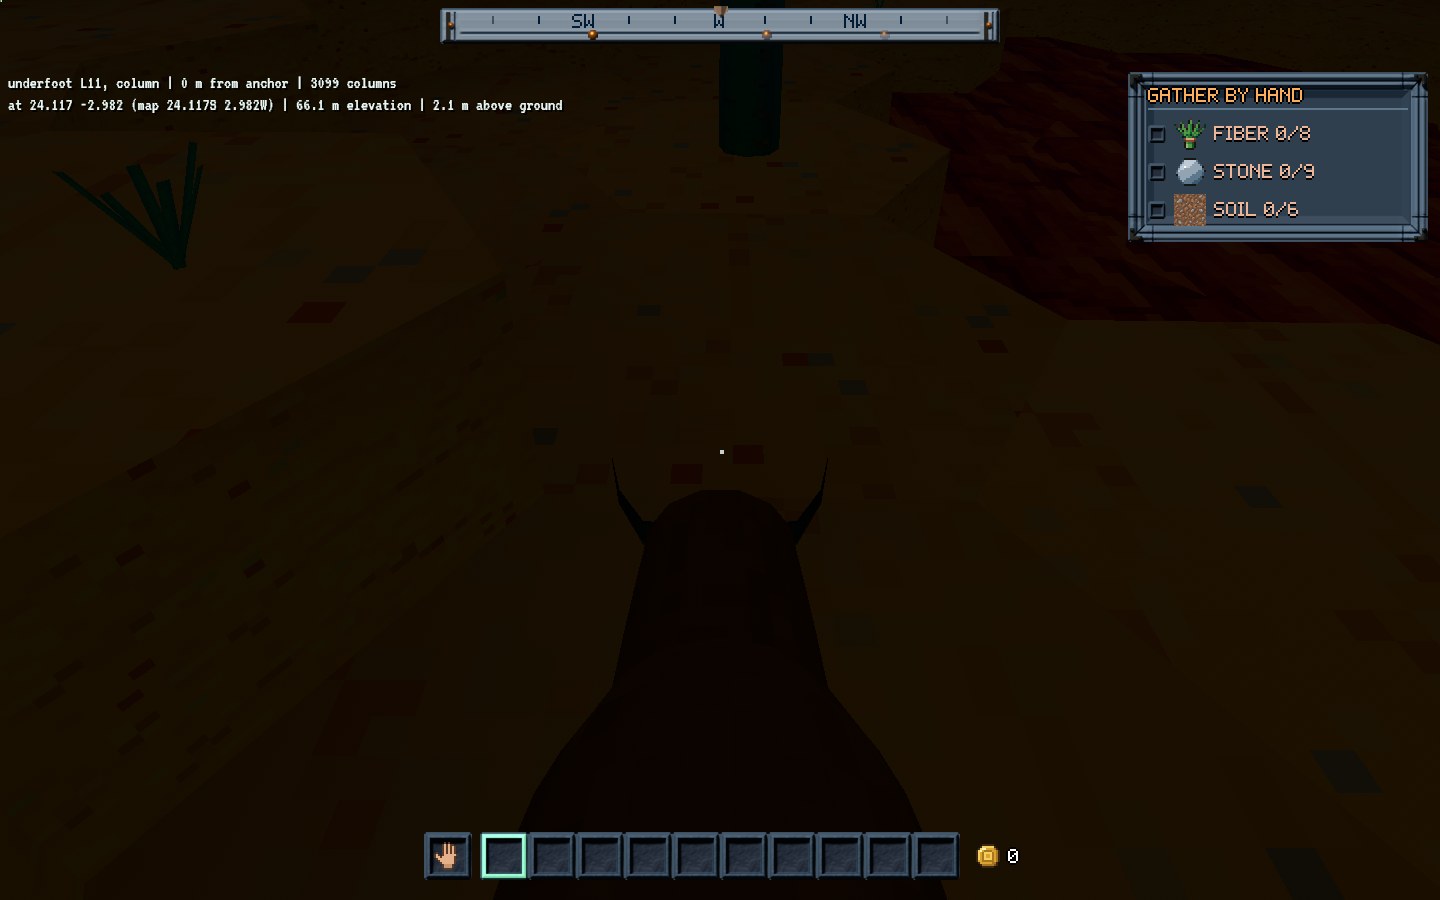 SW W NW
underfoot L11, column | 0 m from anchor | 3099 columns
at 24.117 -2.982 (map 24.117S 2.982W) | 66.1 m elevation | 2.1 m above ground
GATHER BY HAND
FIBER 0/8
STONE 0/9
SOIL 0/6
0